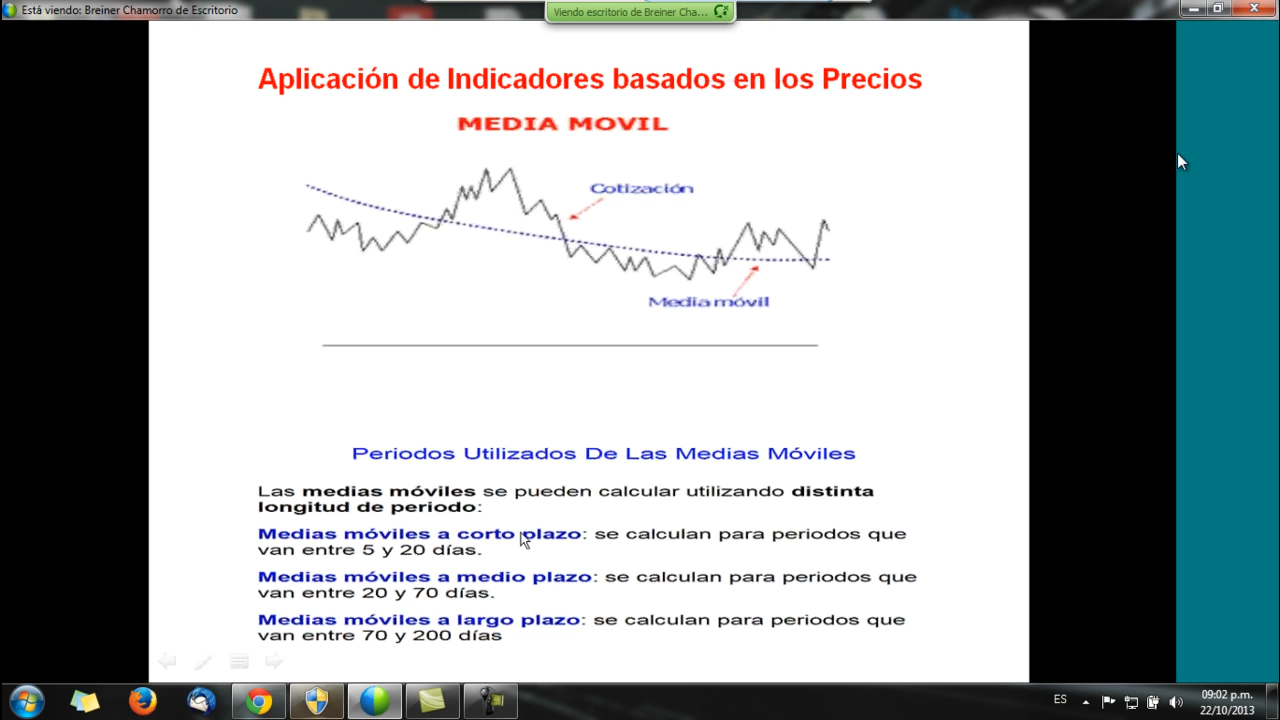 Está viendo: Breiner Chamorro de Escritorio
Viendo escritorio de Breiner Cha...
Aplicación de Indicadores basados en los Precios
MEDIA MOVIL
Cotización
Media móvil
Periodos Utilizados De Las Medias Móviles
Las medias móviles se pueden calcular utilizando distinta
longitud de periodo:
Medias móviles a corto plazo: se calculan para periodos que
van entre 5 y 20 días.
Medias móviles a medio plazo: se calculan para periodos que
van entre 20 y 70 días.
Medias móviles a largo plazo: se calculan para periodos que
van entre 70 y 200 días
ES
09:02 p.m.
22/10/2013